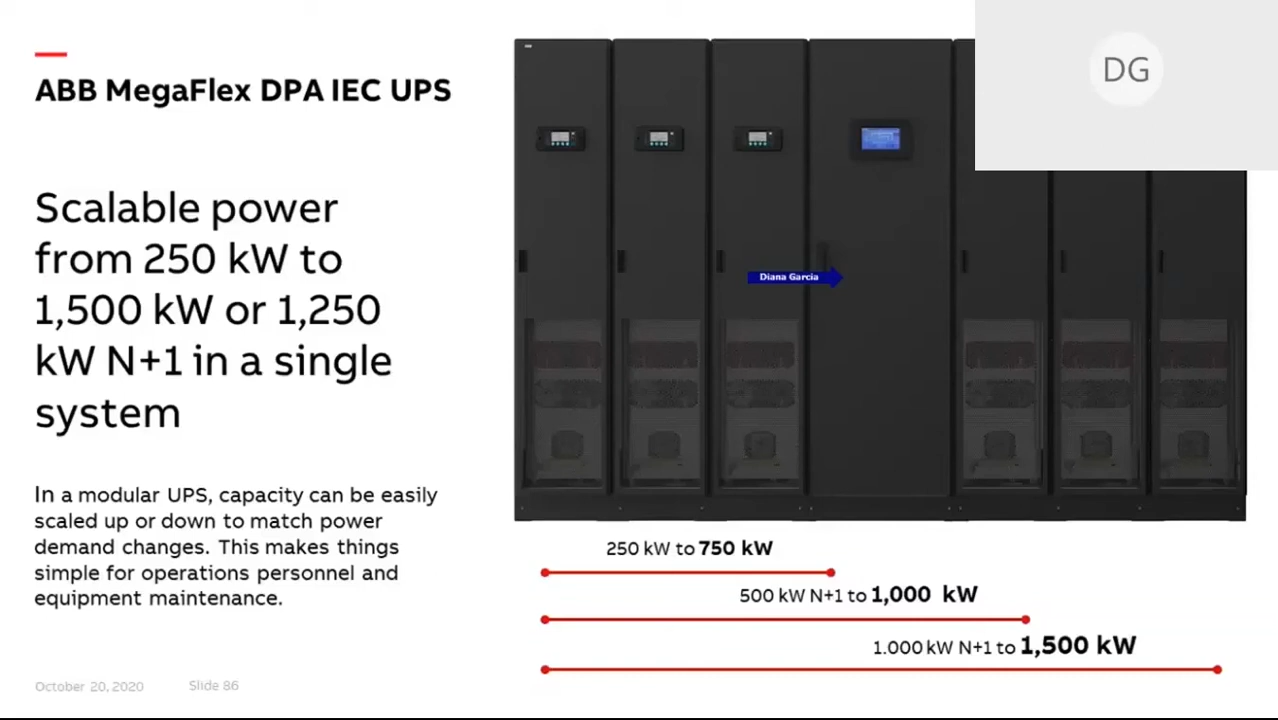 ABB MegaFlex DPA IEC UPS
Scalable power
from 250 kW to
1,500 kW or 1,250
kW N+1 in a single
system
In a modular UPS, capacity can be easily
scaled up or down to match power
demand changes. This makes things
simple for operations personnel and
equipment maintenance.
October 20, 2020
Slide 86
DG
Diana Garcia
250 kW to 750 kW
500 kW N+1 to 1,000 kW
1.000 kW N+1 to 1,500 kW